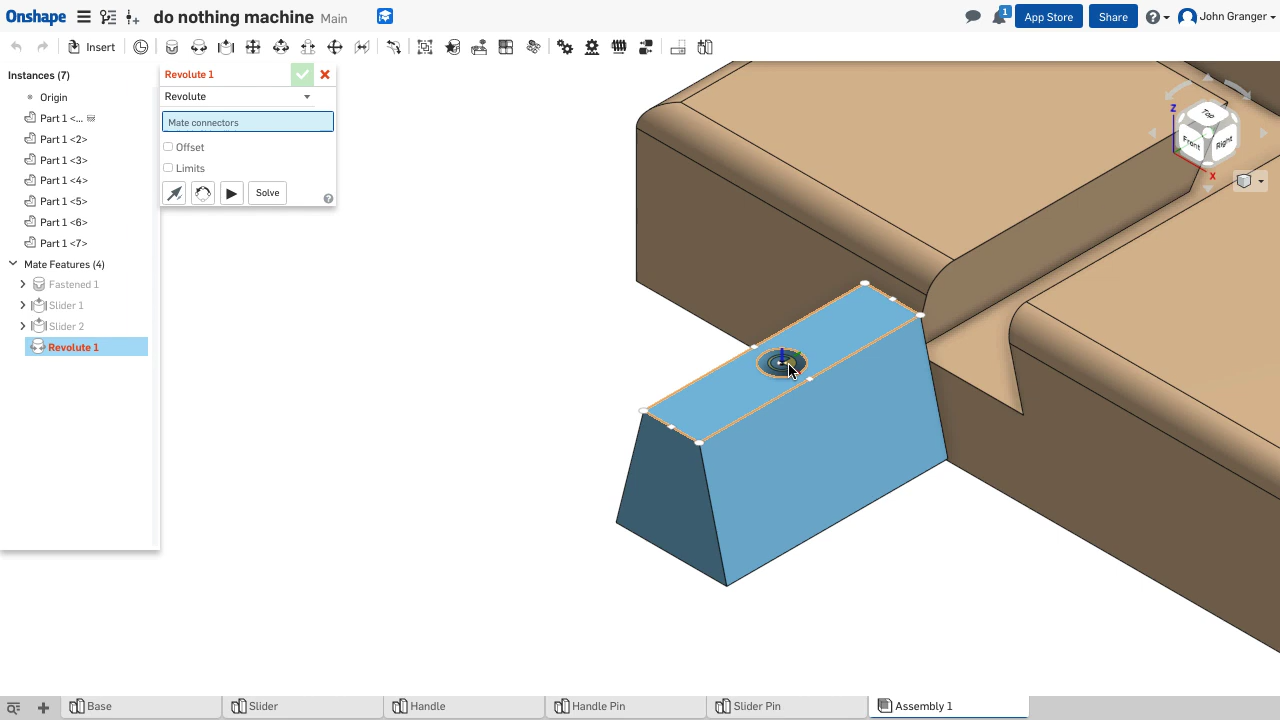 Onshape do nothing machine Main 1 App Store Share John Granger
Insert
Instances (7)
Origin
Part 1 <...
Part 1 <2>
Part 1 <3>
Part 1 <4>
Part 1 <5>
Part 1 <6>
Part 1 <7>
Mate Features (4)
Fastened 1
Slider 1
Slider 2
Revolute 1
Revolute 1
Revolute
Mate connectors
Offset
Limits
Solve
Z
Top
Front
Right
X
Base
Slider
Handle
Handle Pin
Slider Pin
Assembly 1